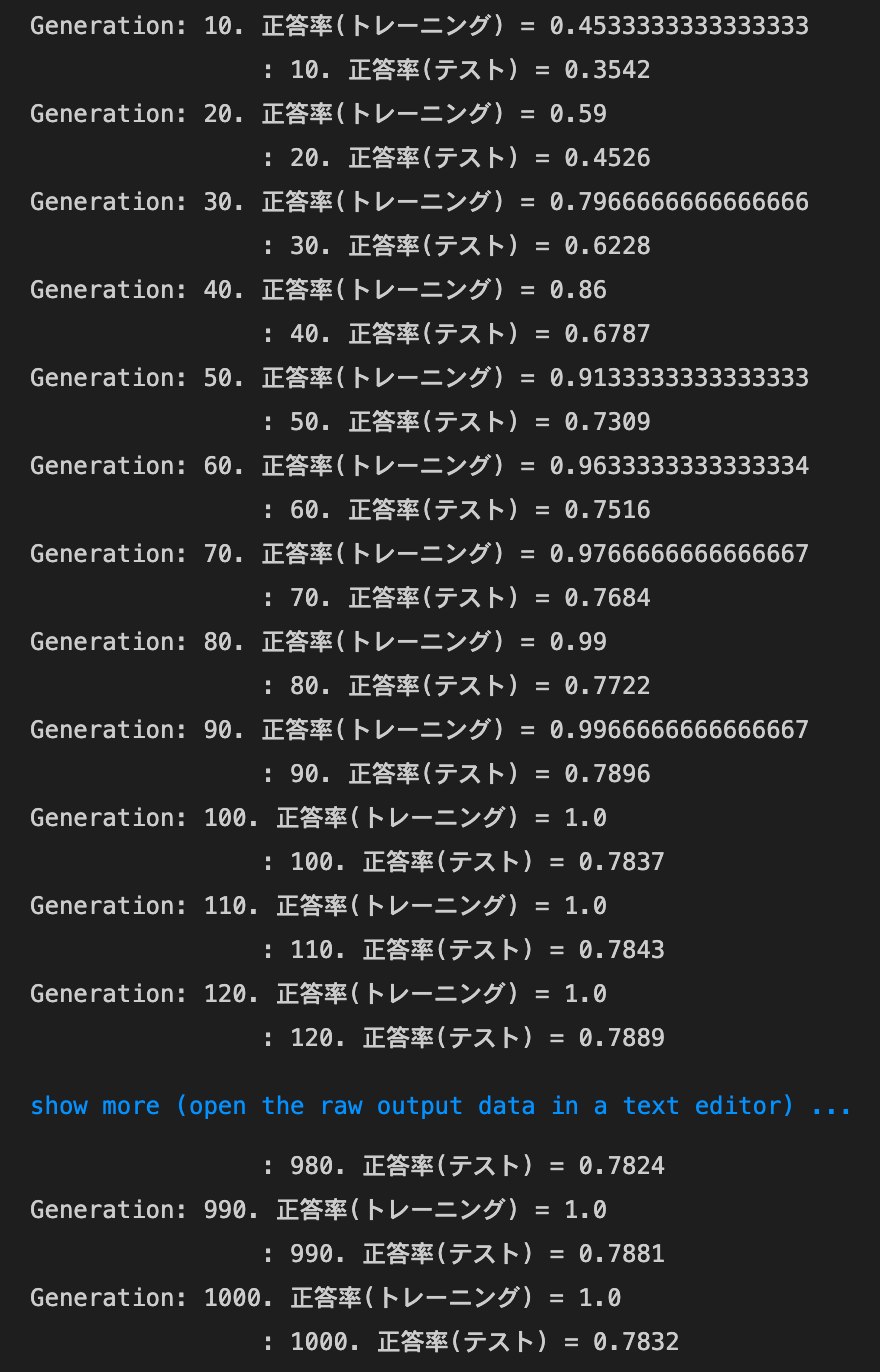 Generation: 10. 正答率(トレーニング) = 0.4533333333333333
: 10. 正答率(テスト) = 0.3542
Generation: 20. 正答率(トレーニング) = 0.59
: 20. 正答率(テスト) = 0.4526
Generation: 30. 正答率(トレーニング) = 0.7966666666666666
: 30. 正答率(テスト) = 0.6228
Generation: 40. 正答率(トレーニング) = 0.86
: 40. 正答率(テスト) = 0.6787
Generation: 50. 正答率(トレーニング) = 0.9133333333333333
: 50. 正答率(テスト) = 0.7309
Generation: 60. 正答率(トレーニング) = 0.9633333333333334
: 60. 正答率(テスト) = 0.7516
Generation: 70. 正答率(トレーニング) = 0.9766666666666667
: 70. 正答率(テスト) = 0.7684
Generation: 80. 正答率(トレーニング) = 0.99
: 80. 正答率(テスト) = 0.7722
Generation: 90. 正答率(トレーニング) = 0.9966666666666667
: 90. 正答率(テスト) = 0.7896
Generation: 100. 正答率(トレーニング) = 1.0
: 100. 正答率(テスト) = 0.7837
Generation: 110. 正答率(トレーニング) = 1.0
: 110. 正答率(テスト) = 0.7843
Generation: 120. 正答率(トレーニング) = 1.0
: 120. 正答率(テスト) = 0.7889
show more (open the raw output data in a text editor) ...
: 980. 正答率(テスト) = 0.7824
Generation: 990. 正答率(トレーニング) = 1.0
: 990. 正答率(テスト) = 0.7881
Generation: 1000. 正答率(トレーニング) = 1.0
: 1000. 正答率(テスト) = 0.7832